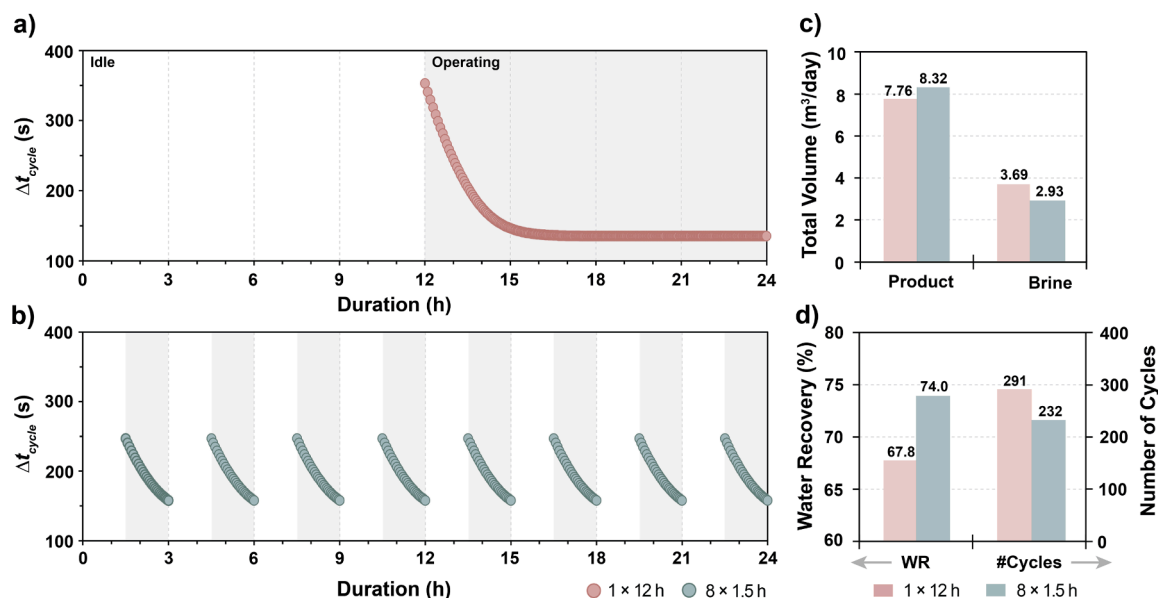 a)
400
300
200
100
Δt_cycle (s)
Idle
Operating
0 3 6 9 12 15 18 21 24
Duration (h)
b)
400
300
200
100
Δt_cycle (s)
0 3 6 9 12 15 18 21 24
Duration (h)
1 × 12 h 8 × 1.5 h
c)
Total Volume (m³/day)
10
8
6
4
2
0
7.76 8.32
3.69 2.93
Product Brine
d)
Water Recovery (%)
80
75
70
65
60
67.8 74.0
291 232
400
300
200
100
0
Number of Cycles
WR #Cycles
1 × 12 h 8 × 1.5 h